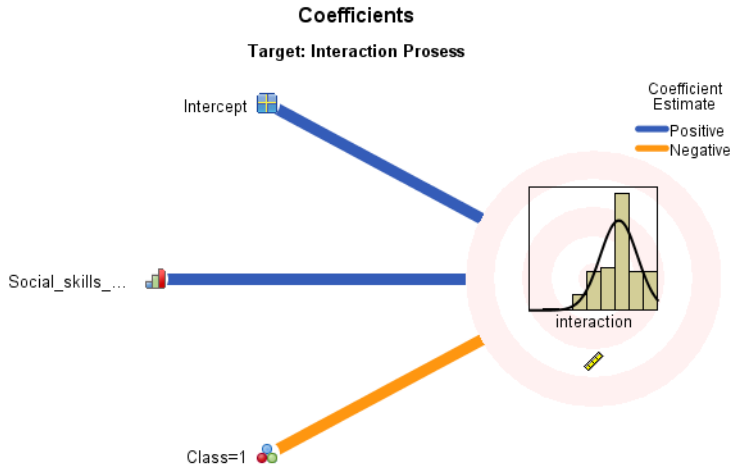 Coefficients
Target: Interaction Prosess
Intercept
Coefficient
Estimate
Positive
Negative
Social_skills_...
interaction
Class=1